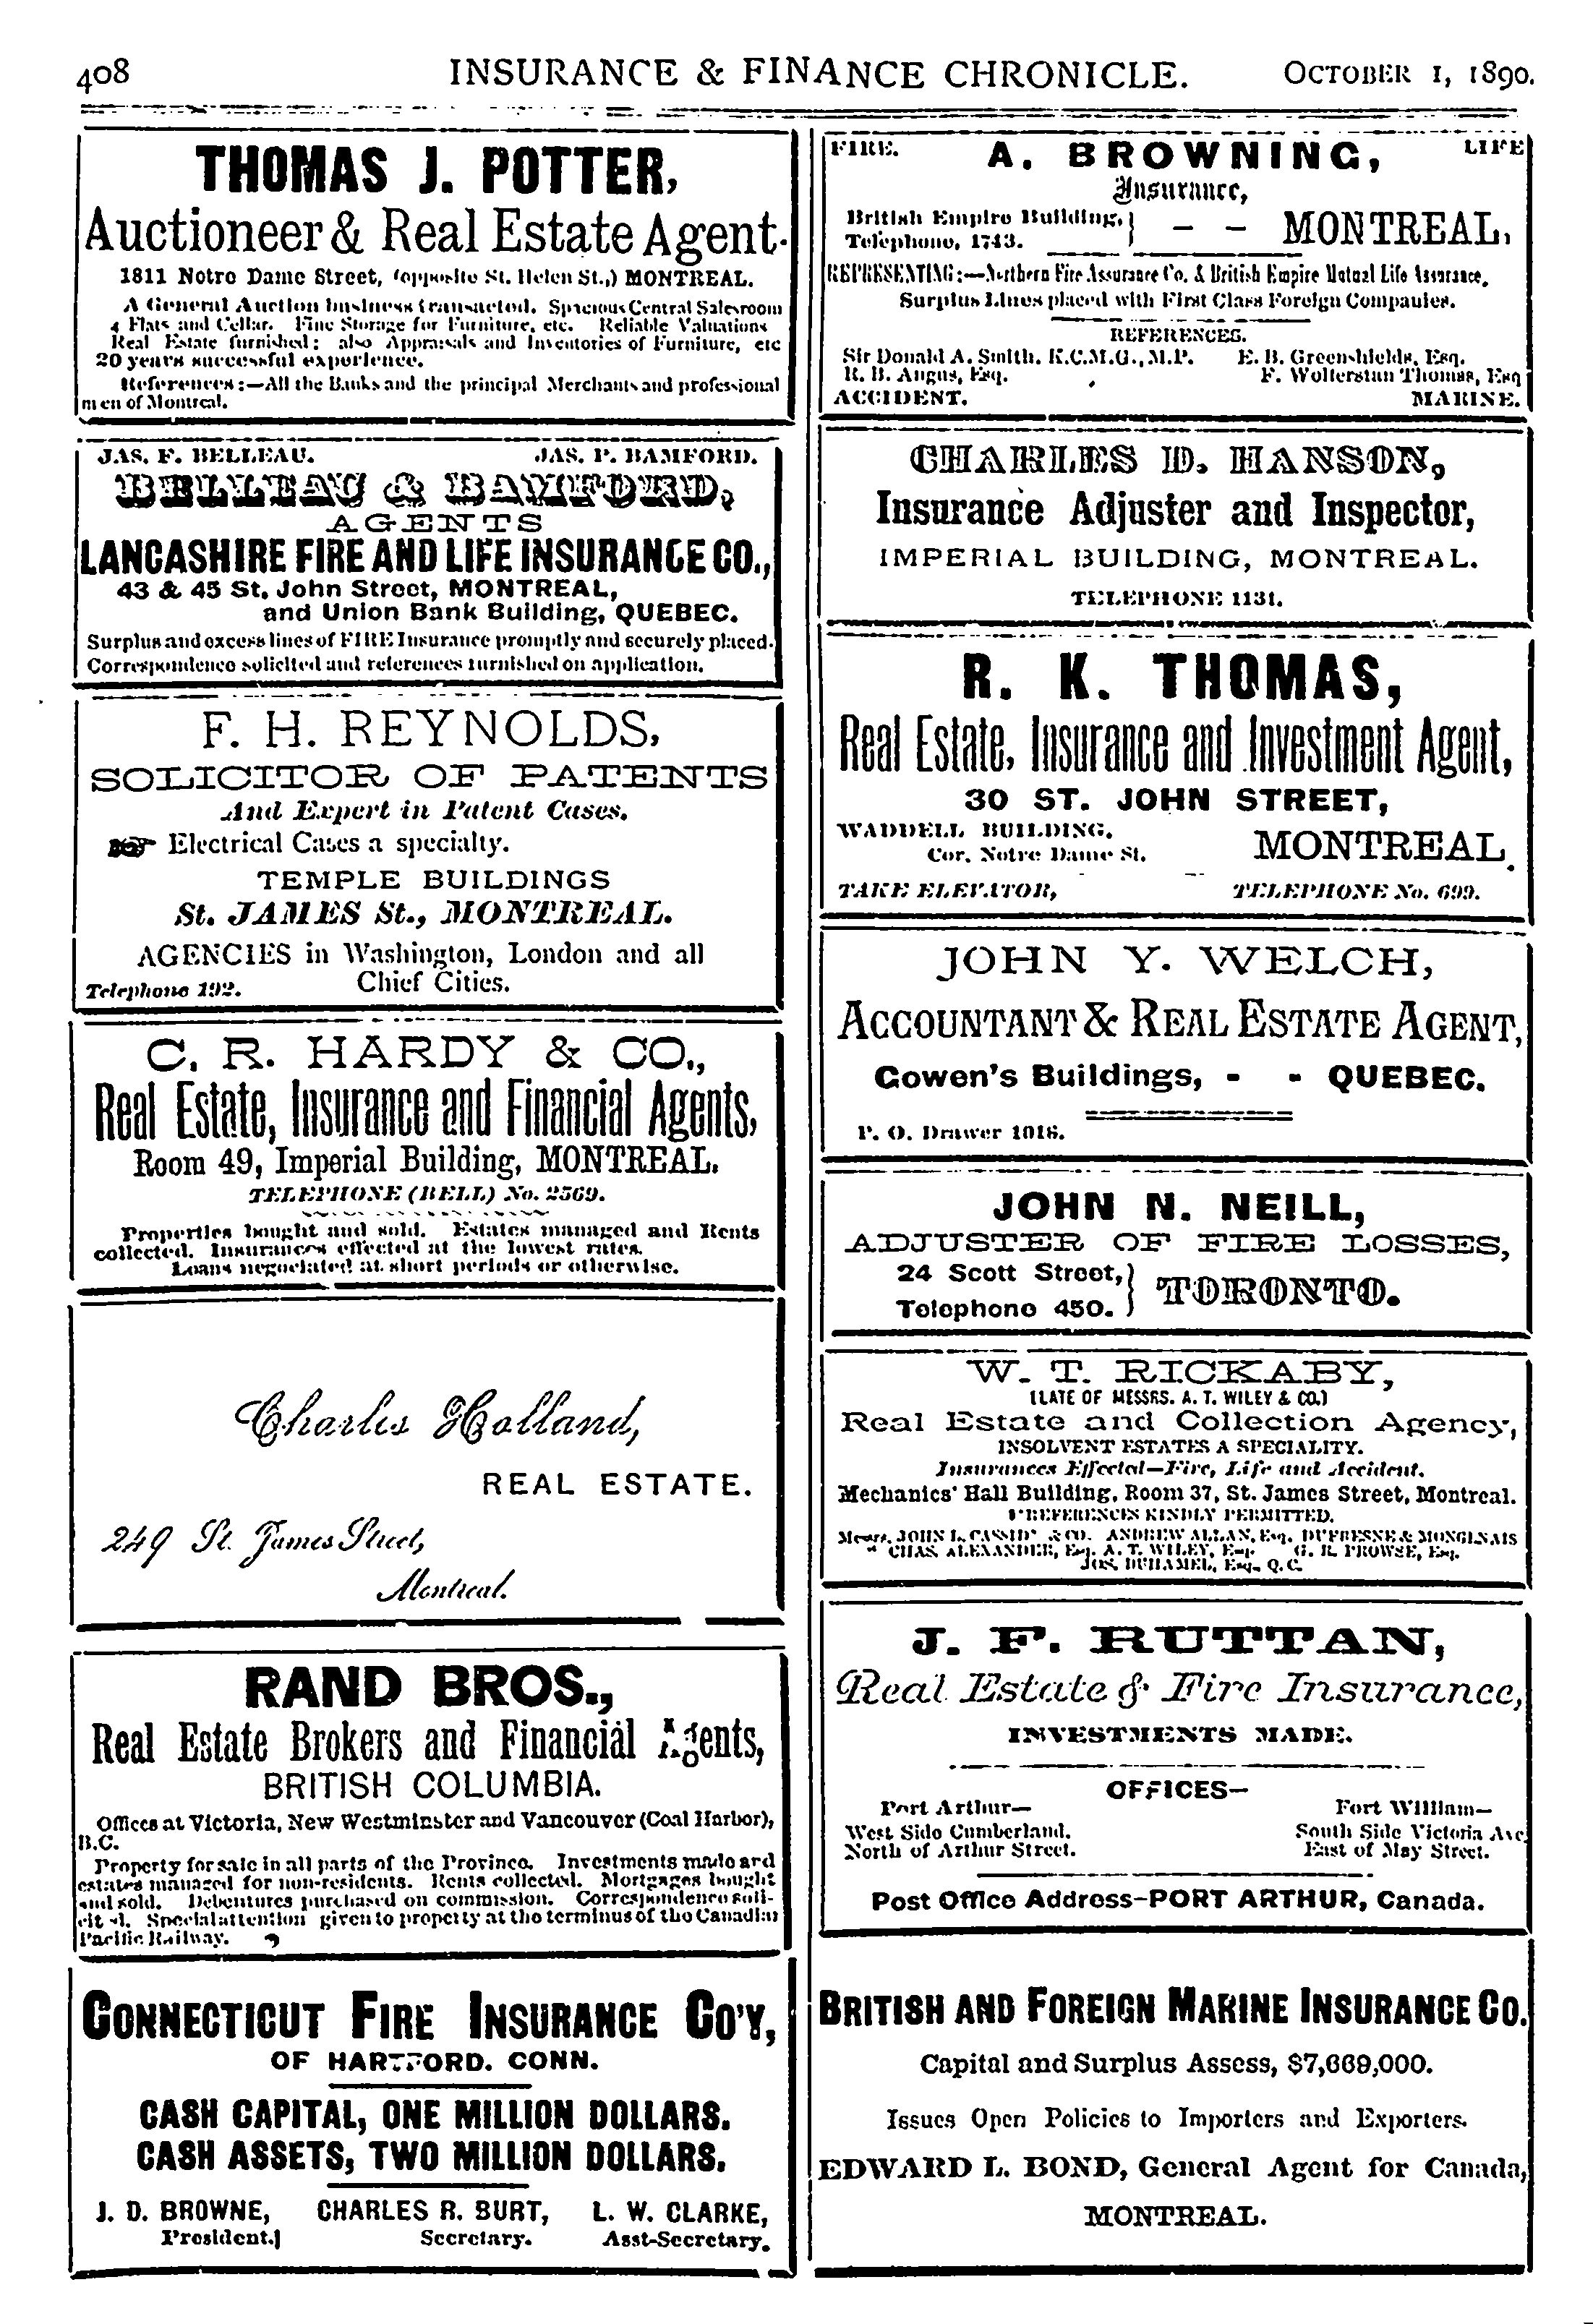 408 INSURANCE & FINANCE CHRONICLE. OCTOBER 1, 1890.
THOMAS J. POTTER,
Auctioneer & Real Estate Agent.
1811 Notre Dame Street, (opposite St. Helen St.,) MONTREAL.
A General Auction business transacted. Spacious Central Salesroom
4 Flats and Cellar. Fine Storage for Furniture, etc. Reliable Valuations
Real Estate furnished; also Appraisals and Inventories of Furniture, etc
20 years successful experience.
References:—All the Banks and the principal Merchants and professional
men of Montreal.
JAS. F. BELLEAU. JAS. P. BAMFORD.
BELLEAU & BAMFORD,
AGENTS
LANCASHIRE FIRE AND LIFE INSURANCE CO.,
43 & 45 St. John Street, MONTREAL,
and Union Bank Building, QUEBEC.
Surplus and excess lines of FIRE Insurance promptly and securely placed.
Correspondence solicited and references furnished on application.
F. H. REYNOLDS,
SOLICITOR OF PATENTS
And Expert in Patent Cases.
☞ Electrical Cases a specialty.
TEMPLE BUILDINGS
St. JAMES St., MONTREAL.
AGENCIES in Washington, London and all
Telephone 192. Chief Cities.
C. R. HARDY & CO.,
Real Estate, Insurance and Financial Agents,
Room 49, Imperial Building, MONTREAL.
TELEPHONE (BELL) No. 2569.
Properties bought and sold. Estates managed and Rents
collected. Insurances effected at the lowest rates.
Loans negociated at short periods or otherwise.
Charles Holland,
REAL ESTATE.
249 St. James Street,
Montreal.
RAND BROS.,
Real Estate Brokers and Financial Agents,
BRITISH COLUMBIA.
Offices at Victoria, New Westminster and Vancouver (Coal Harbor),
B.C.
Property for sale in all parts of the Province. Investments made and
estates managed for non-residents. Rents collected. Mortgages bought
and sold. Debentures purchased on commission. Correspondence soli-
cited. Special attention given to property at the terminus of the Canadian
Pacific Railway.
CONNECTICUT FIRE INSURANCE CO'Y,
OF HARTFORD. CONN.
CASH CAPITAL, ONE MILLION DOLLARS.
CASH ASSETS, TWO MILLION DOLLARS.
J. D. BROWNE, CHARLES R. BURT, L. W. CLARKE,
President. Secretary. Asst-Secretary.
FIRE. A. BROWNING, LIFE
Insurance,
British Empire Building, } - - MONTREAL,
Telephone, 1743.
REPRESENTING:—Northern Fire Assurance Co. & British Empire Mutual Life Assurance.
Surplus Lines placed with First Class Foreign Companies.
REFERENCES.
Sir Donald A. Smith. K.C.M.G., M.P. E. B. Greenshields, Esq.
R. B. Angus, Esq. F. Wolferstan Thomas, Esq
ACCIDENT. MARINE.
CHARLES D. HANSON,
Insurance Adjuster and Inspector,
IMPERIAL BUILDING, MONTREAL.
TELEPHONE 1131.
R. K. THOMAS,
Real Estate, Insurance and Investment Agent,
30 ST. JOHN STREET,
WADDELL BUILDING.
Cor. Notre Dame St. MONTREAL.
TAKE ELEVATOR, TELEPHONE No. 699.
JOHN Y. WELCH,
ACCOUNTANT & REAL ESTATE AGENT,
Gowen's Buildings, - - QUEBEC.
P. O. Drawer 1018.
JOHN N. NEILL,
ADJUSTER OF FIRE LOSSES,
24 Scott Street, } TORONTO.
Telephone 450.
W. T. RICKABY,
(LATE OF MESSRS. A. T. WILEY & CO.)
Real Estate and Collection Agency,
INSOLVENT ESTATES A SPECIALITY.
Insurances Effected—Fire, Life and Accident.
Mechanics' Hall Building, Room 37, St. James Street, Montreal.
PREFERENCES KINDLY PERMITTED.
Messrs. JOHN L. CASSIDY & CO. ANDREW ALLAN, Esq. DUFRESNE & MONGENAIS
" CHAS. ALEXANDER, Esq. A. T. WILEY, Esq. G. R. PROWSE, Esq.
JOS. DUHAMEL, Esq., Q.C.
J. F. RUTTAN,
Real Estate & Fire Insurance,
INVESTMENTS MADE.
OFFICES—
Port Arthur— Fort William—
West Side Cumberland. South Side Victoria Ave
North of Arthur Street. East of May Street.
Post Office Address-PORT ARTHUR, Canada.
BRITISH AND FOREIGN MARINE INSURANCE CO.
Capital and Surplus Assess, $7,669,000.
Issues Open Policies to Importers and Exporters.
EDWARD L. BOND, General Agent for Canada,
MONTREAL.